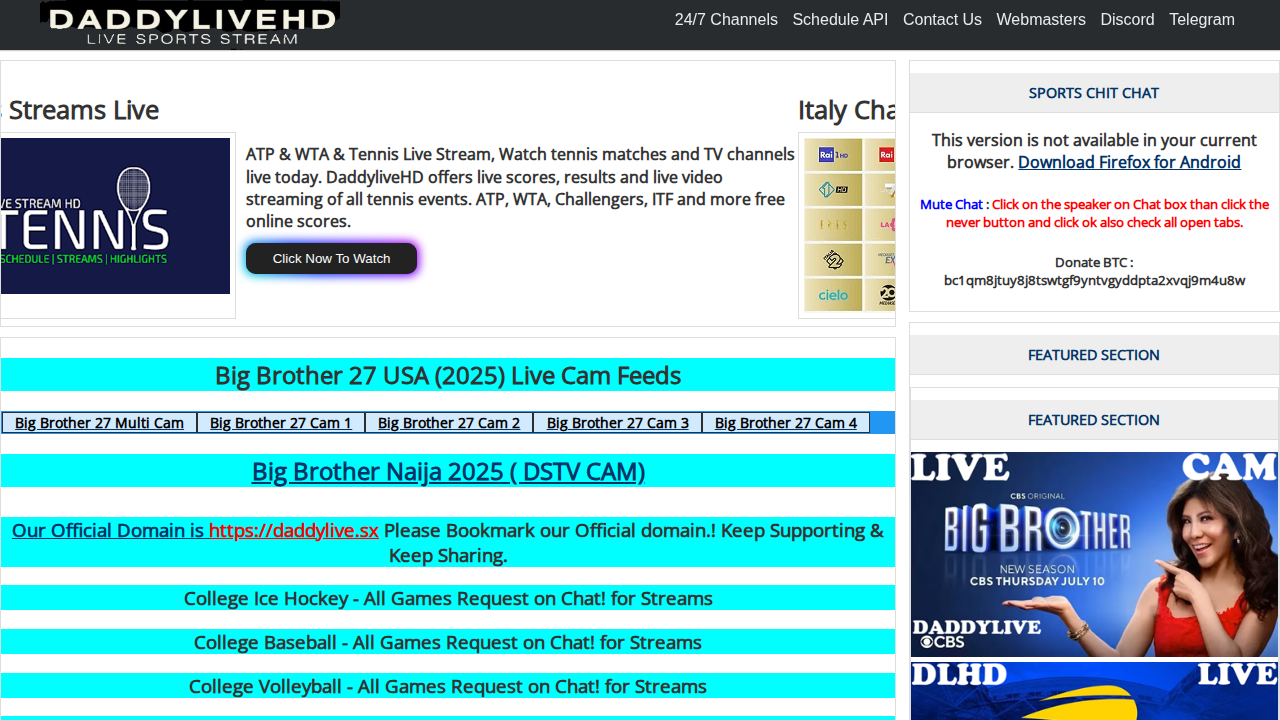 DADDYLIVEHD
LIVE SPORTS STREAM
24/7 Channels Schedule API Contact Us Webmasters Discord Telegram
Streams Live
Italy Cha
VE STREAM HD
TENNIS
SCHEDULE | STREAMS | HIGHLIGHTS
ATP & WTA & Tennis Live Stream, Watch tennis matches and TV channels
live today. DaddyliveHD offers live scores, results and live video
streaming of all tennis events. ATP, WTA, Challengers, ITF and more free
online scores.
Click Now To Watch
Rai 1 HD
Rai
HD
IRIS
LA
cielo
20
SPORTS CHIT CHAT
This version is not available in your current
browser. Download Firefox for Android
Mute Chat : Click on the speaker on Chat box than click the
never button and click ok also check all open tabs.
Donate BTC :
bc1qm8jtuy8j8tswtgf9yntvgyddpta2xvqj9m4u8w
Big Brother 27 USA (2025) Live Cam Feeds
Big Brother 27 Multi Cam Big Brother 27 Cam 1 Big Brother 27 Cam 2 Big Brother 27 Cam 3 Big Brother 27 Cam 4
Big Brother Naija 2025 ( DSTV CAM)
Our Official Domain is https://daddylive.sx Please Bookmark our Official domain.! Keep Supporting &
Keep Sharing.
College Ice Hockey - All Games Request on Chat! for Streams
College Baseball - All Games Request on Chat! for Streams
College Volleyball - All Games Request on Chat! for Streams
FEATURED SECTION
FEATURED SECTION
LIVE CAM
CBS ORIGINAL
BIG BROTHER
NEW SEASON
CBS THURSDAY JULY 10
DADDYLIVE
CBS
DLHD LIVE